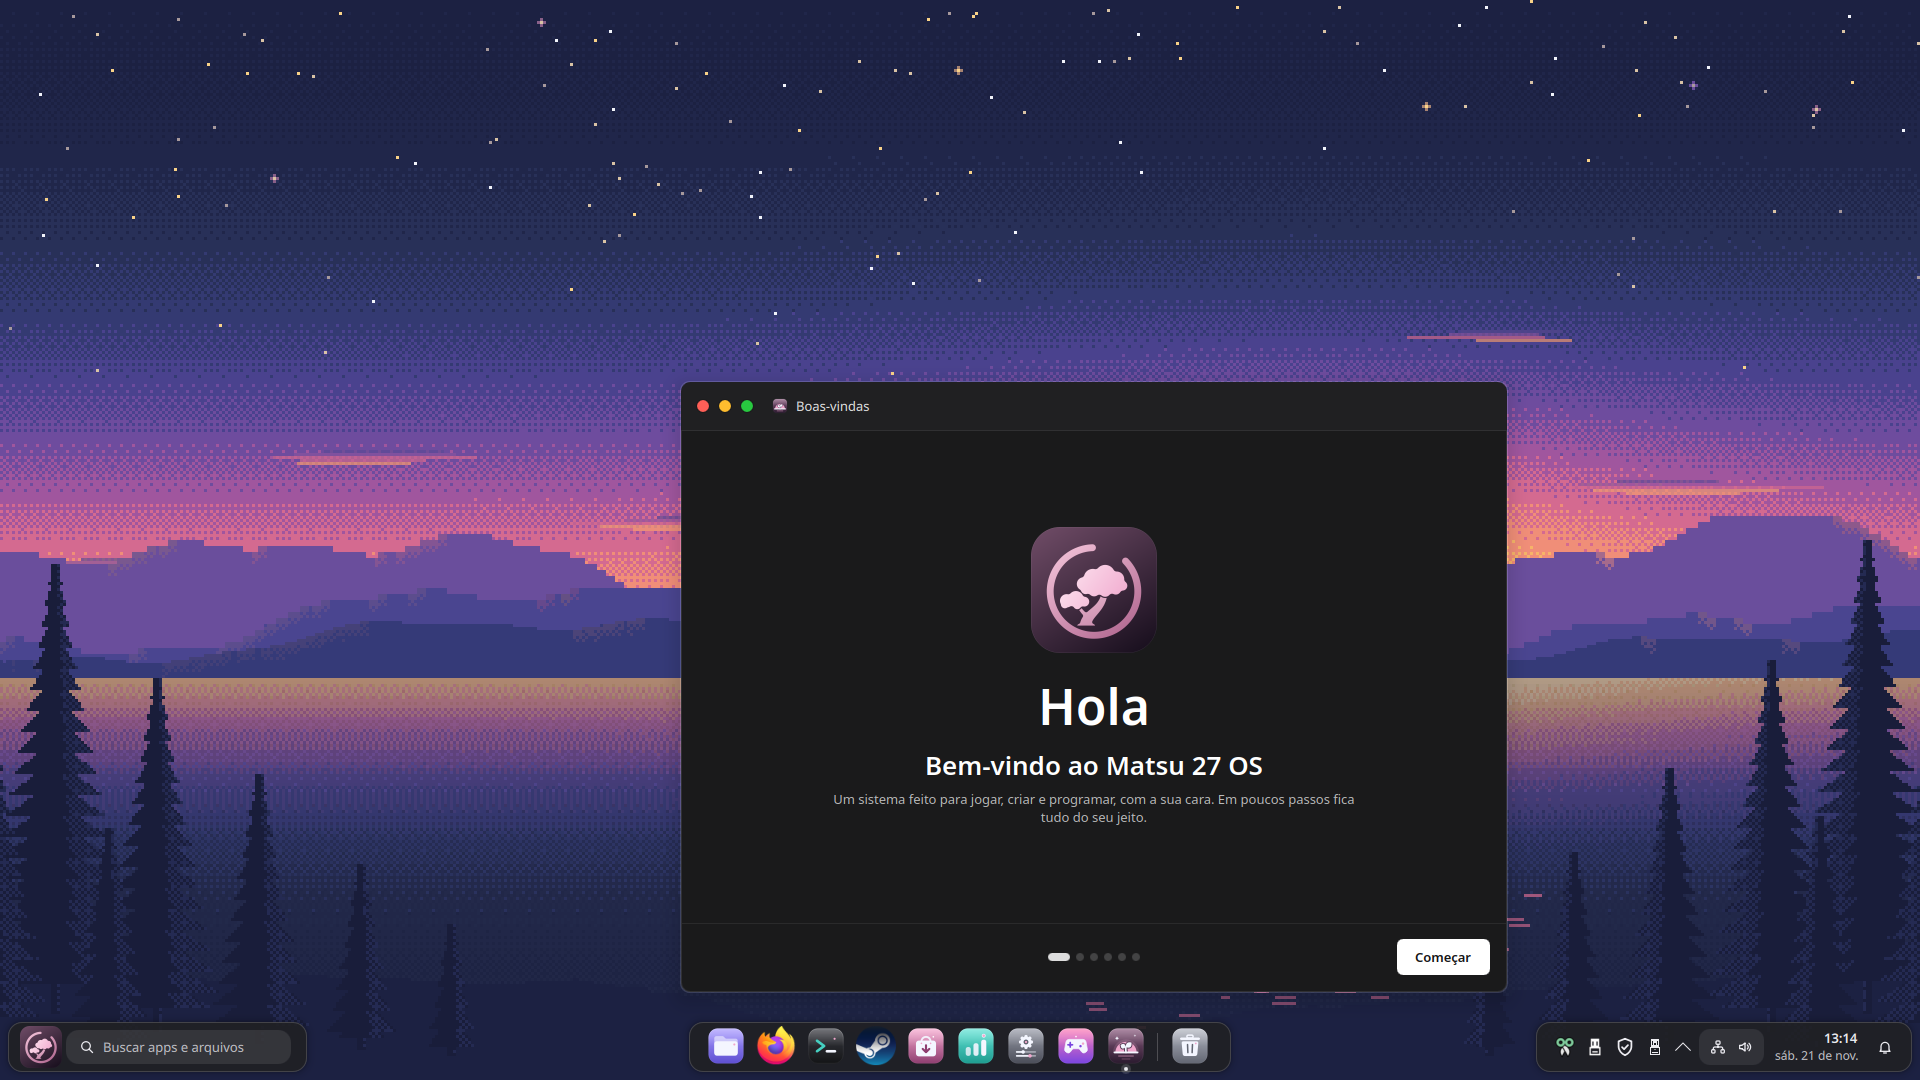 Boas-vindas
Hola
Bem-vindo ao Matsu 27 OS
Um sistema feito para jogar, criar e programar, com a sua cara. Em poucos passos fica
tudo do seu jeito.
Começar
Buscar apps e arquivos
13:14
sáb. 21 de nov.